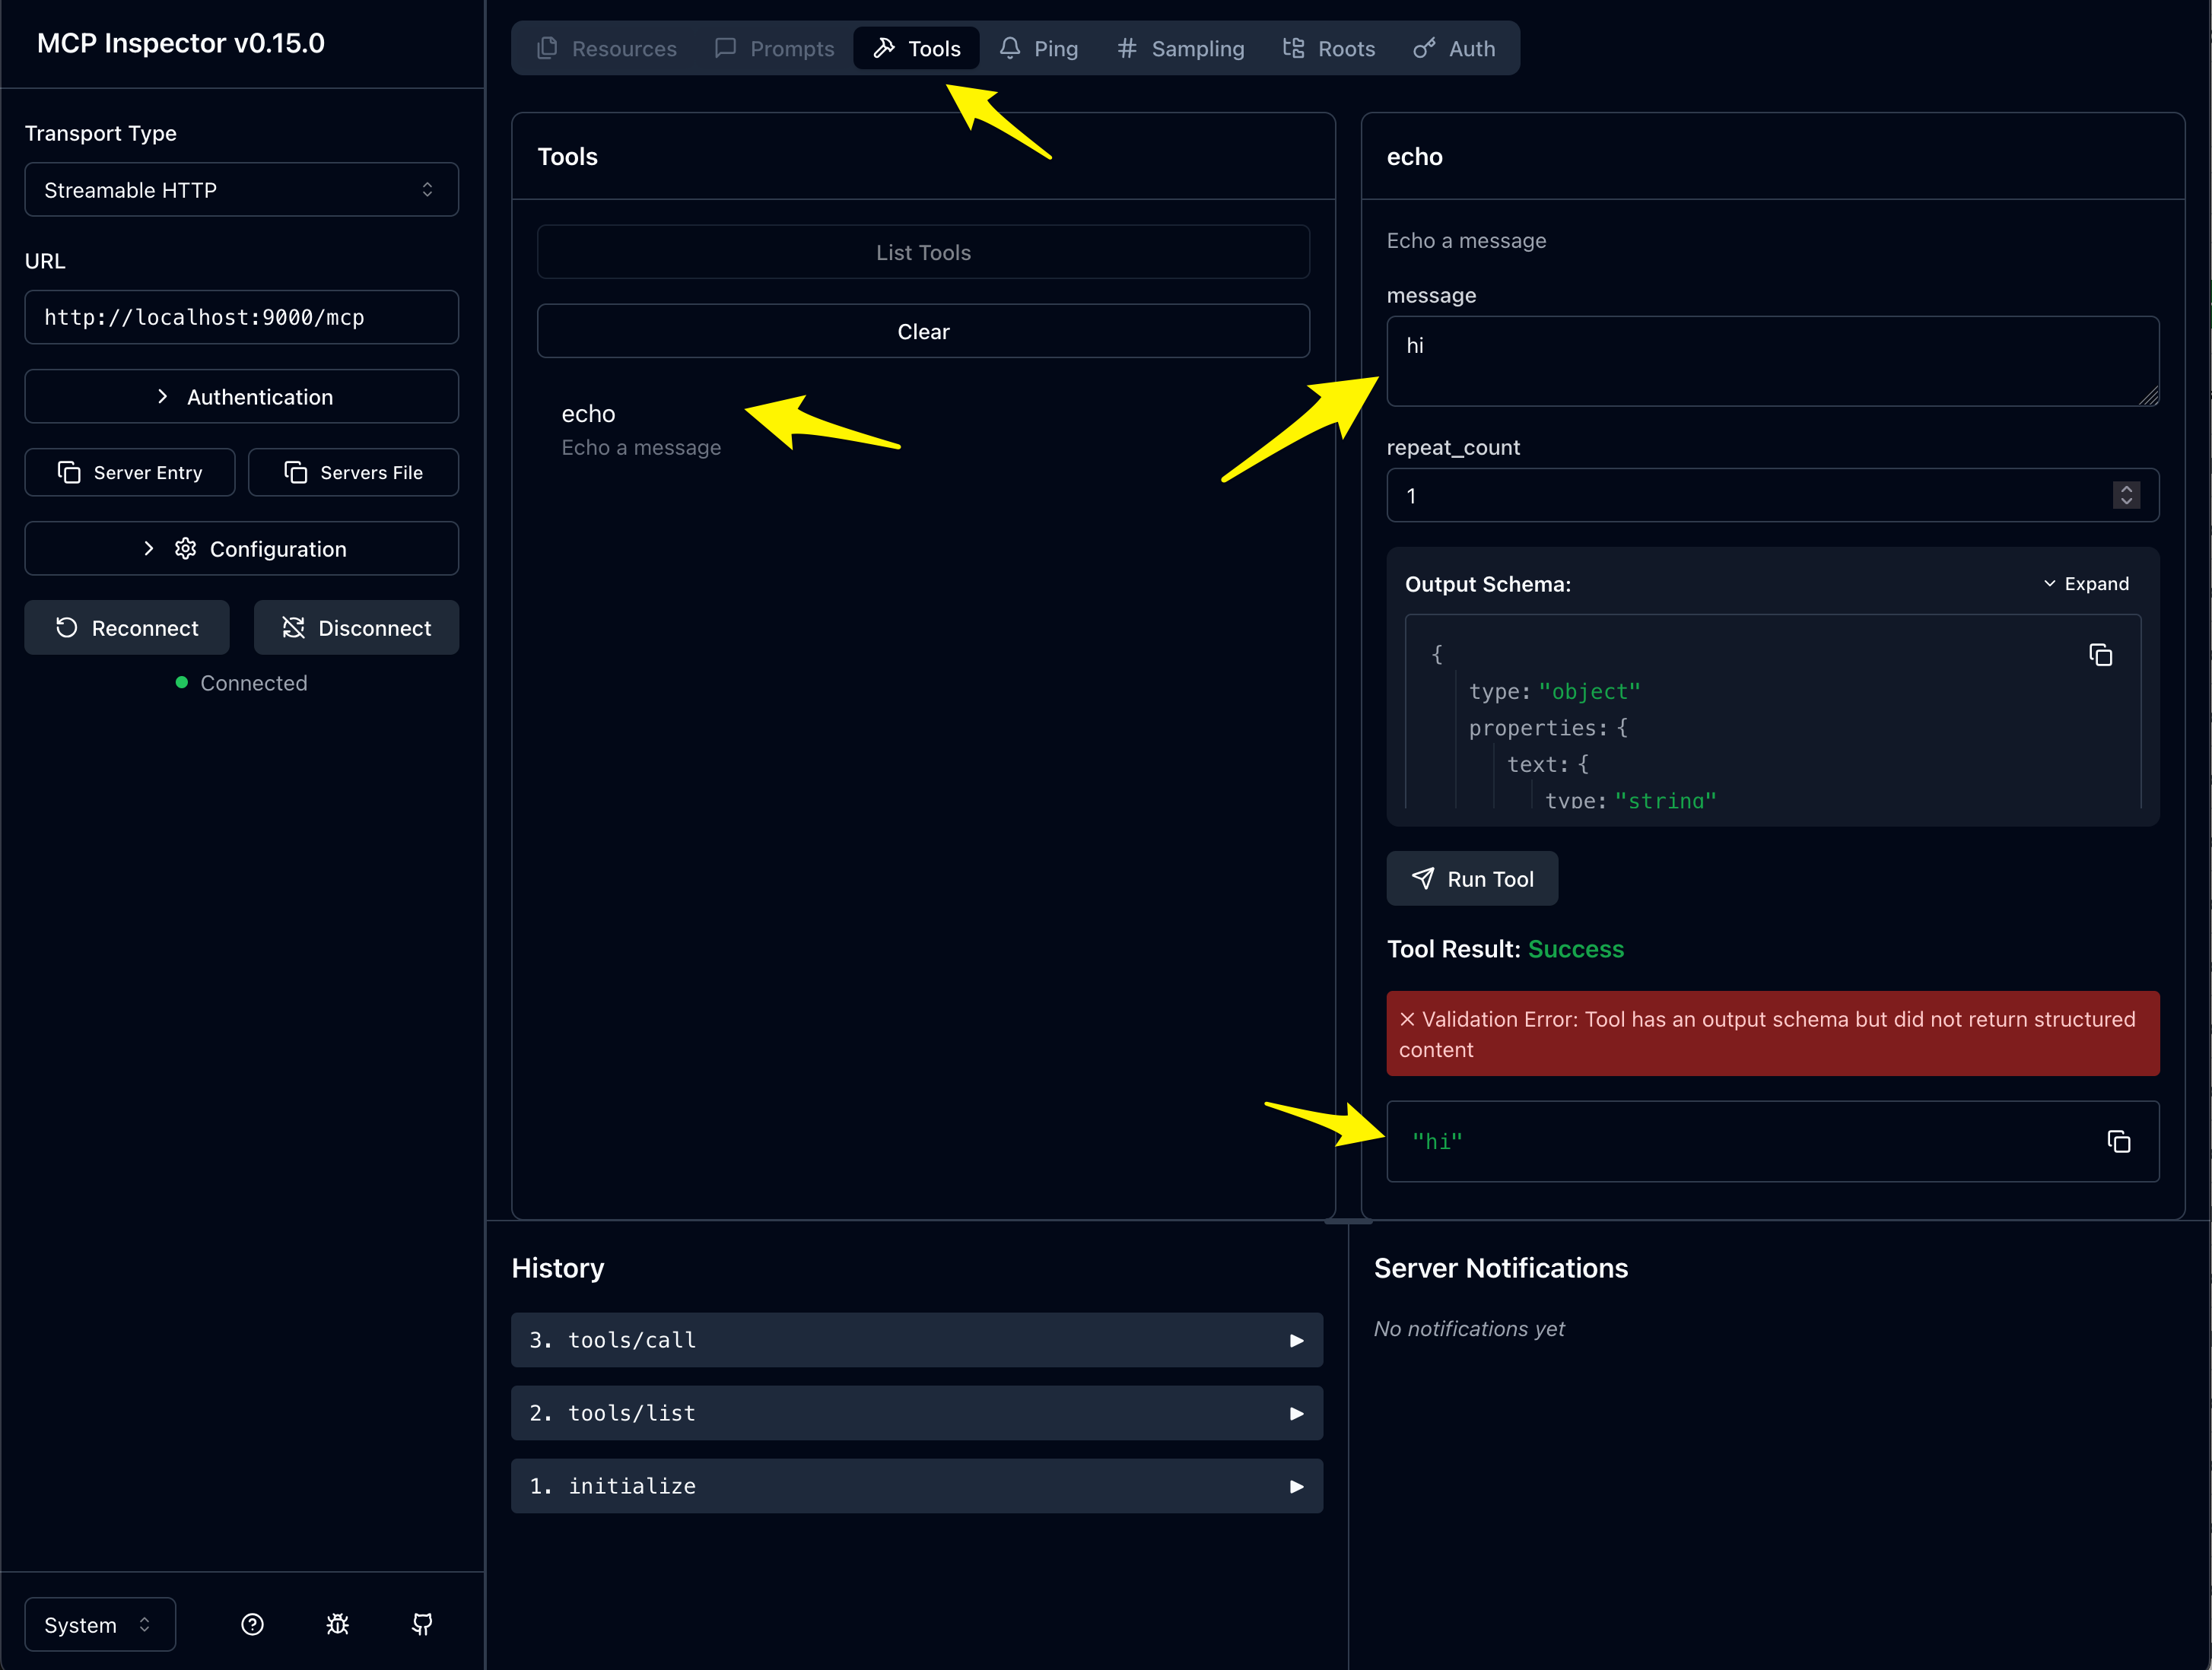 MCP Inspector v0.15.0
Transport Type
Streamable HTTP
URL
http://localhost:9000/mcp
Authentication
Server Entry
Servers File
Configuration
Reconnect
Disconnect
Connected
System
Resources
Prompts
Tools
Ping
Sampling
Roots
Auth
Tools
List Tools
Clear
echo
Echo a message
echo
Echo a message
message
hi
repeat_count
1
Output Schema:
Expand
{
type: "object"
properties: {
text: {
type: "string"
Run Tool
Tool Result: Success
Validation Error: Tool has an output schema but did not return structured
content
"hi"
History
3. tools/call
2. tools/list
1. initialize
Server Notifications
No notifications yet